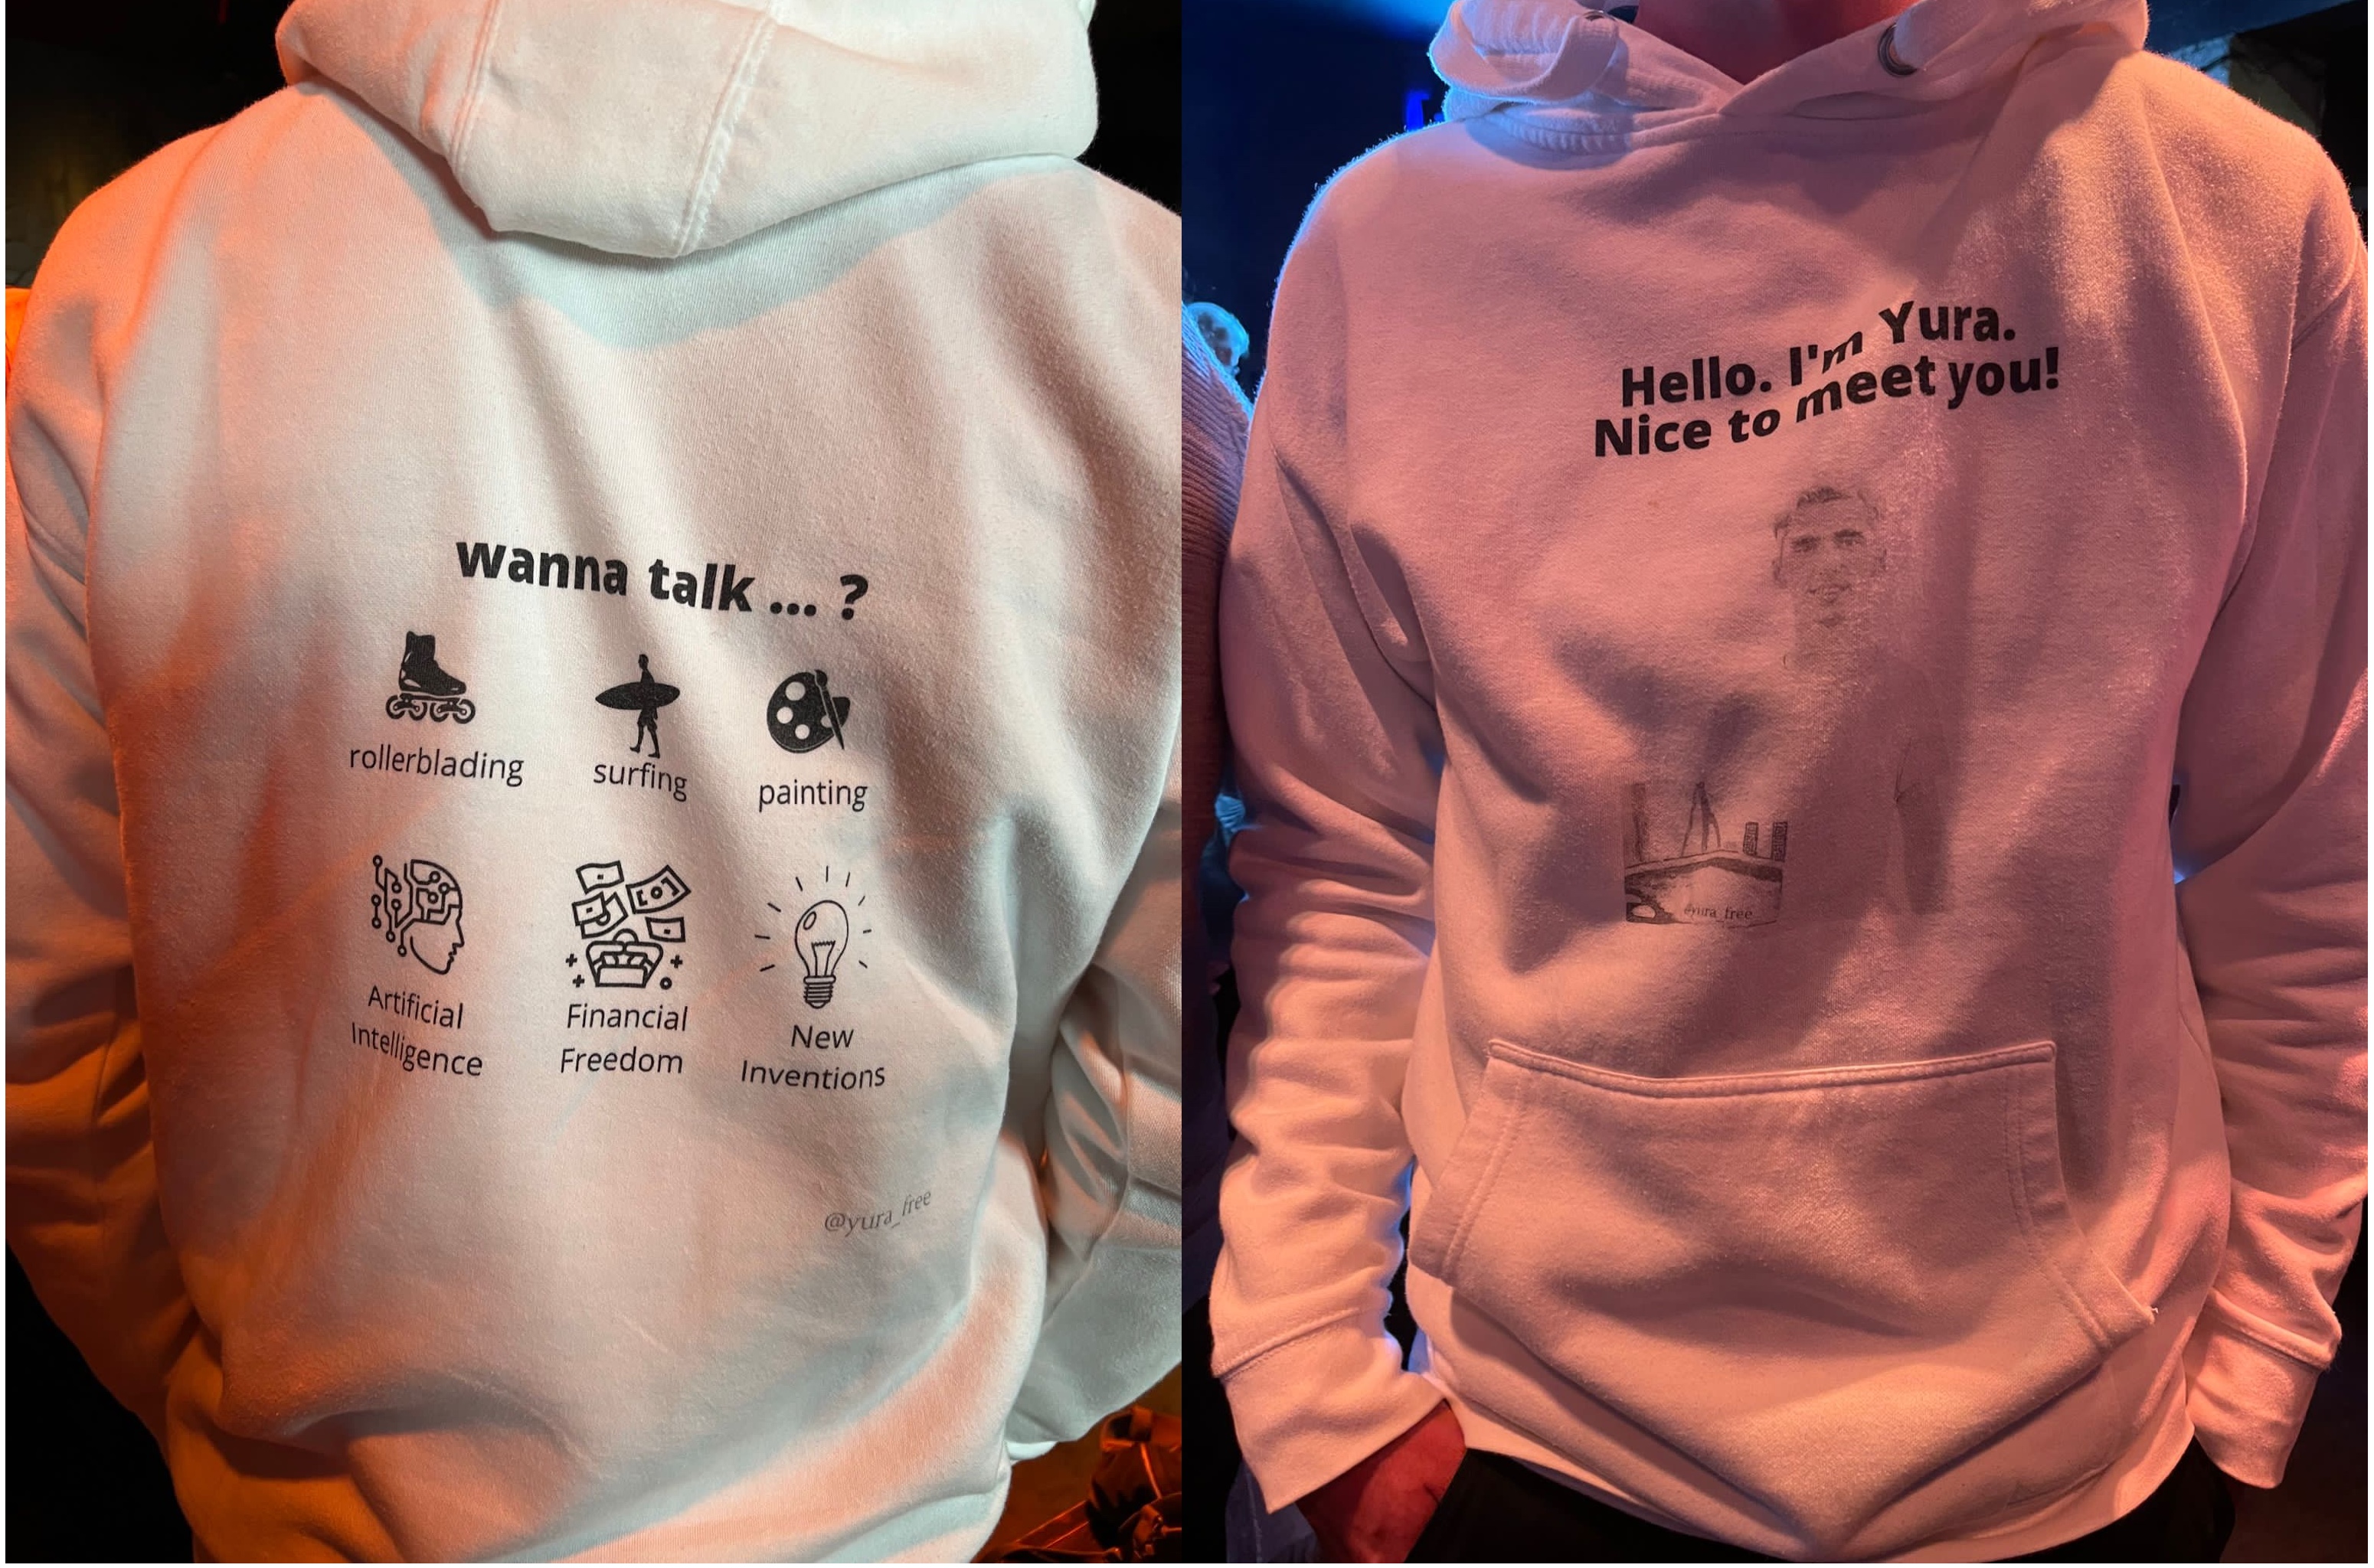 wanna talk ... ?
rollerblading
surfing
painting
Artificial
Intelligence
Financial
Freedom
New
Inventions
@yura_free
Hello. I'm Yura.
Nice to meet you!
@yura_free